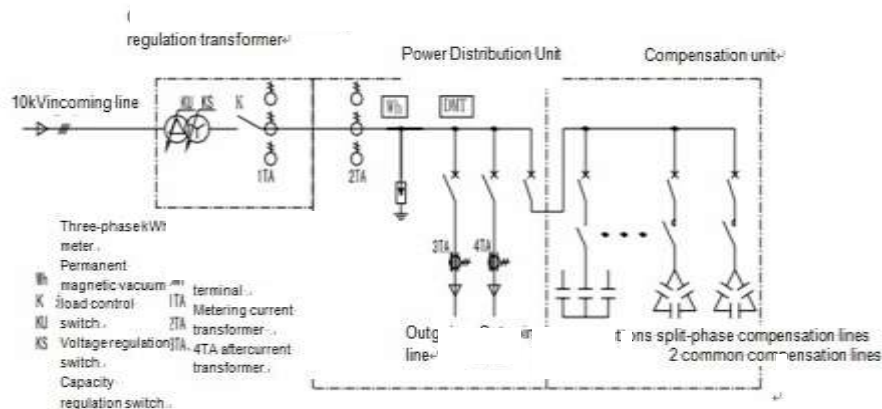 regulation transformer
Power Distribution Unit
Compensation unit
10kVincoming line
KU KS K
Wh
DMT
1TA
2TA
3TA
4TA
Three-phase kWh
meter.
Permanent
magnetic vacuum
Wh
terminal.
K load control
1TA Metering current
KU switch.
2TA transformer.
KS Voltage regulation
3TA. 4TA aftercurrent
switch.
transformer.
Capacity
regulation switch.
line
split-phase compensation lines
2 common compensation lines